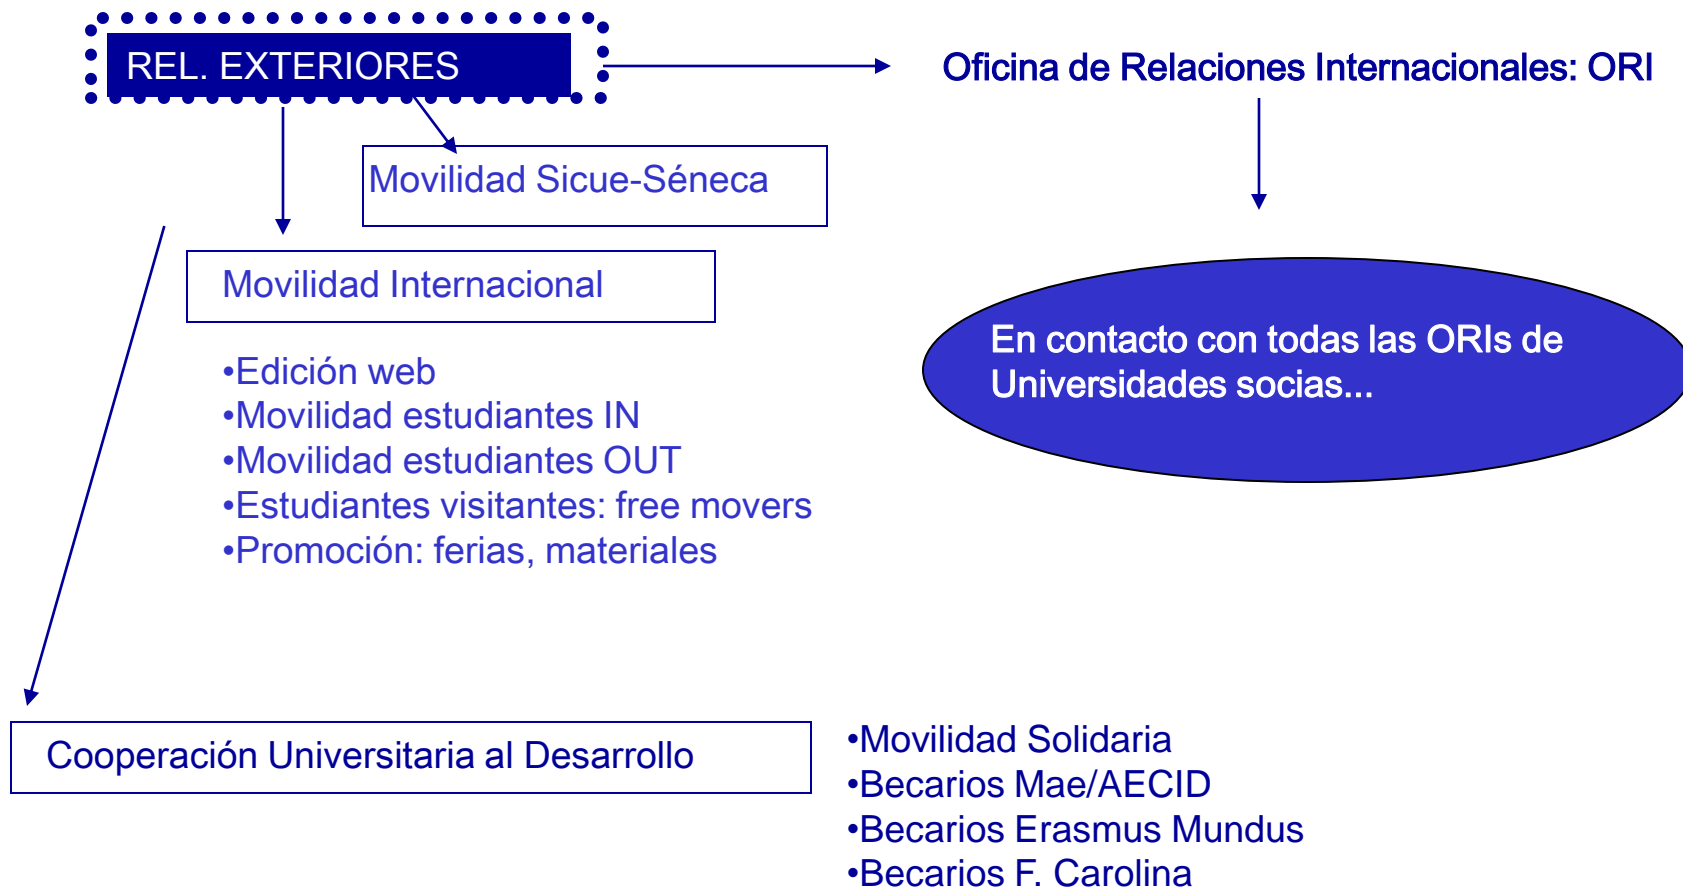 REL. EXTERIORES
Oficina de Relaciones Internacionales: ORI
Movilidad Sicue-Séneca
Movilidad Internacional
•Edición web
•Movilidad estudiantes IN
•Movilidad estudiantes OUT
•Estudiantes visitantes: free movers
•Promoción: ferias, materiales
En contacto con todas las ORIs de
Universidades socias...
Cooperación Universitaria al Desarrollo
•Movilidad Solidaria
•Becarios Mae/AECID
•Becarios Erasmus Mundus
•Becarios F. Carolina